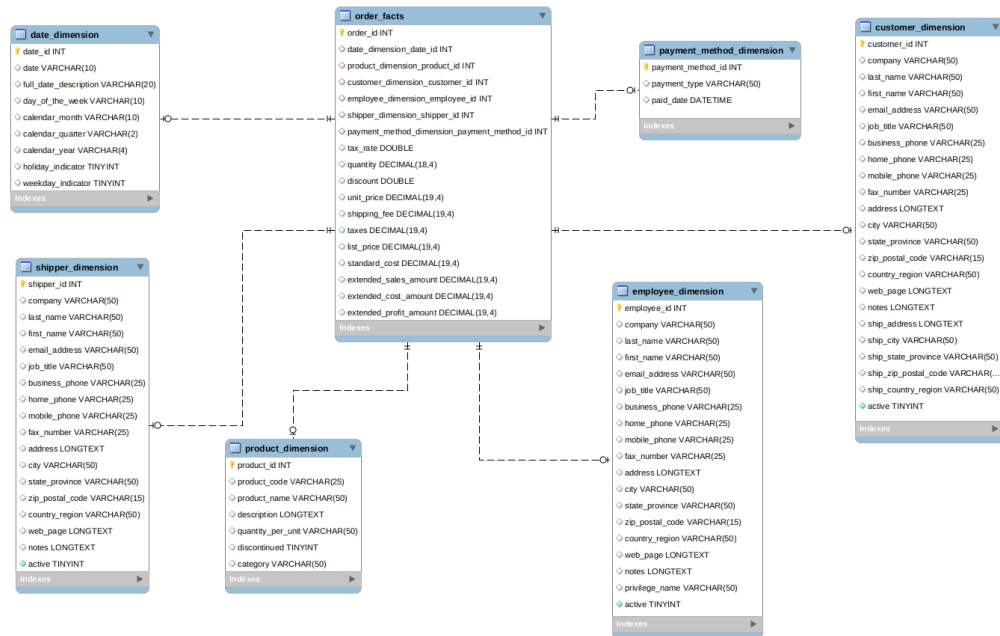 date_dimension
date_id INT
date VARCHAR(10)
full_date_description VARCHAR(20)
day_of_the_week VARCHAR(10)
calendar_month VARCHAR(10)
calendar_quarter VARCHAR(2)
calendar_year VARCHAR(4)
holiday_indicator TINYINT
weekday_indicator TINYINT
Indexes
order_facts
order_id INT
date_dimension_date_id INT
product_dimension_product_id INT
customer_dimension_customer_id INT
employee_dimension_employee_id INT
shipper_dimension_shipper_id INT
payment_method_dimension_payment_method_id INT
tax_rate DOUBLE
quantity DECIMAL(18,4)
discount DOUBLE
unit_price DECIMAL(19,4)
shipping_fee DECIMAL(19,4)
taxes DECIMAL(19,4)
list_price DECIMAL(19,4)
standard_cost DECIMAL(19,4)
extended_sales_amount DECIMAL(19,4)
extended_cost_amount DECIMAL(19,4)
extended_profit_amount DECIMAL(19,4)
Indexes
payment_method_dimension
payment_method_id INT
payment_type VARCHAR(50)
paid_date DATETIME
Indexes
customer_dimension
customer_id INT
company VARCHAR(50)
last_name VARCHAR(50)
first_name VARCHAR(50)
email_address VARCHAR(50)
job_title VARCHAR(50)
business_phone VARCHAR(25)
home_phone VARCHAR(25)
mobile_phone VARCHAR(25)
fax_number VARCHAR(25)
address LONGTEXT
city VARCHAR(50)
state_province VARCHAR(50)
zip_postal_code VARCHAR(15)
country_region VARCHAR(50)
web_page LONGTEXT
notes LONGTEXT
ship_address LONGTEXT
ship_city VARCHAR(50)
ship_state_province VARCHAR(50)
ship_zip_postal_code VARCHAR(...
ship_country_region VARCHAR(50)
active TINYINT
Indexes
shipper_dimension
shipper_id INT
company VARCHAR(50)
last_name VARCHAR(50)
first_name VARCHAR(50)
email_address VARCHAR(50)
job_title VARCHAR(50)
business_phone VARCHAR(25)
home_phone VARCHAR(25)
mobile_phone VARCHAR(25)
fax_number VARCHAR(25)
address LONGTEXT
city VARCHAR(50)
state_province VARCHAR(50)
zip_postal_code VARCHAR(15)
country_region VARCHAR(50)
web_page LONGTEXT
notes LONGTEXT
active TINYINT
Indexes
product_dimension
product_id INT
product_code VARCHAR(25)
product_name VARCHAR(50)
description LONGTEXT
quantity_per_unit VARCHAR(50)
discontinued TINYINT
category VARCHAR(50)
Indexes
employee_dimension
employee_id INT
company VARCHAR(50)
last_name VARCHAR(50)
first_name VARCHAR(50)
email_address VARCHAR(50)
job_title VARCHAR(50)
business_phone VARCHAR(25)
home_phone VARCHAR(25)
mobile_phone VARCHAR(25)
fax_number VARCHAR(25)
address LONGTEXT
city VARCHAR(50)
state_province VARCHAR(50)
zip_postal_code VARCHAR(15)
country_region VARCHAR(50)
web_page LONGTEXT
notes LONGTEXT
privilege_name VARCHAR(50)
active TINYINT
Indexes